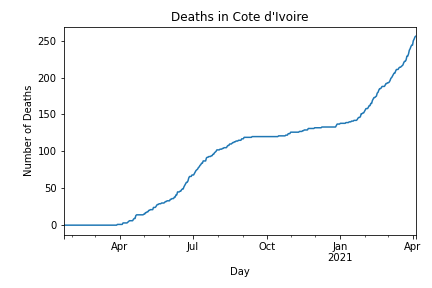 Deaths in Cote d'Ivoire
Number of Deaths
250
200
150
100
50
0
Apr
Jul
Oct
Jan
2021
Apr
Day